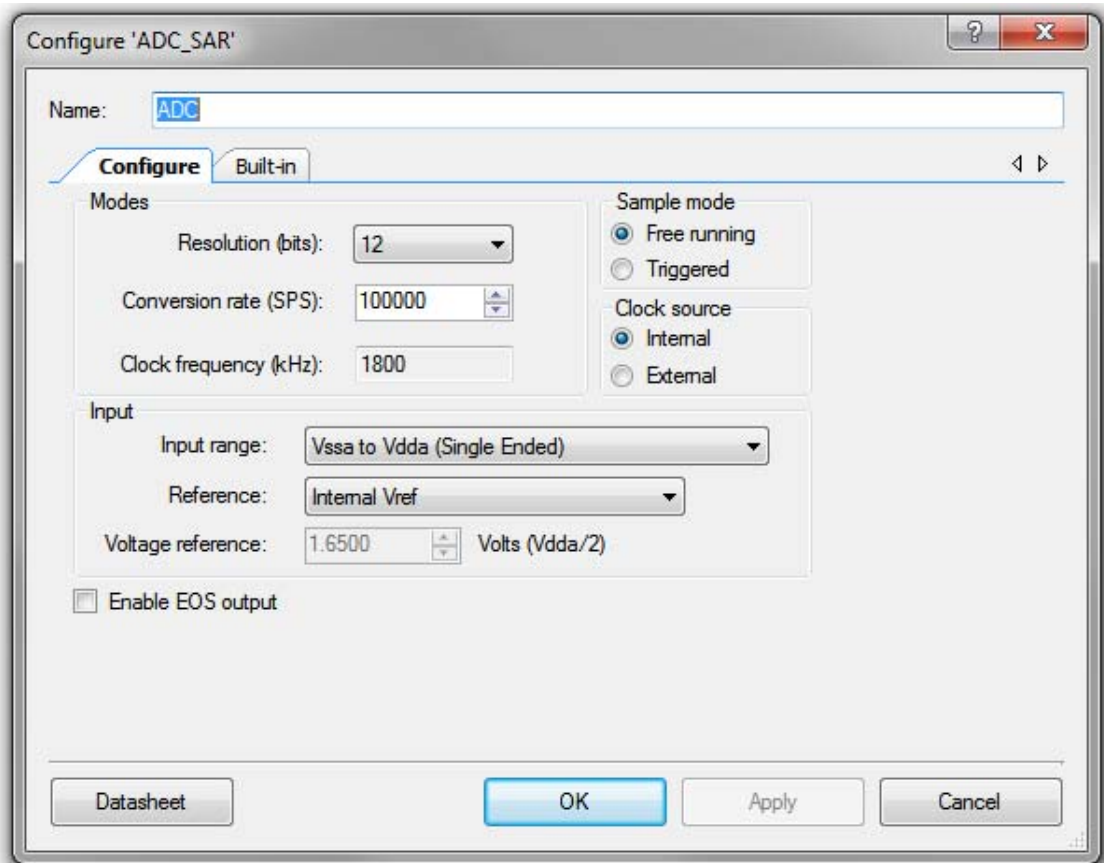 Configure 'ADC_SAR'
Name: ADC
Configure Built-in
Modes
Resolution (bits): 12
Conversion rate (SPS): 100000
Clock frequency (kHz): 1800
Sample mode
Free running
Triggered
Clock source
Internal
External
Input
Input range: Vssa to Vdda (Single Ended)
Reference: Internal Vref
Voltage reference: 1.6500 Volts (Vdda/2)
Enable EOS output
Datasheet OK Apply Cancel